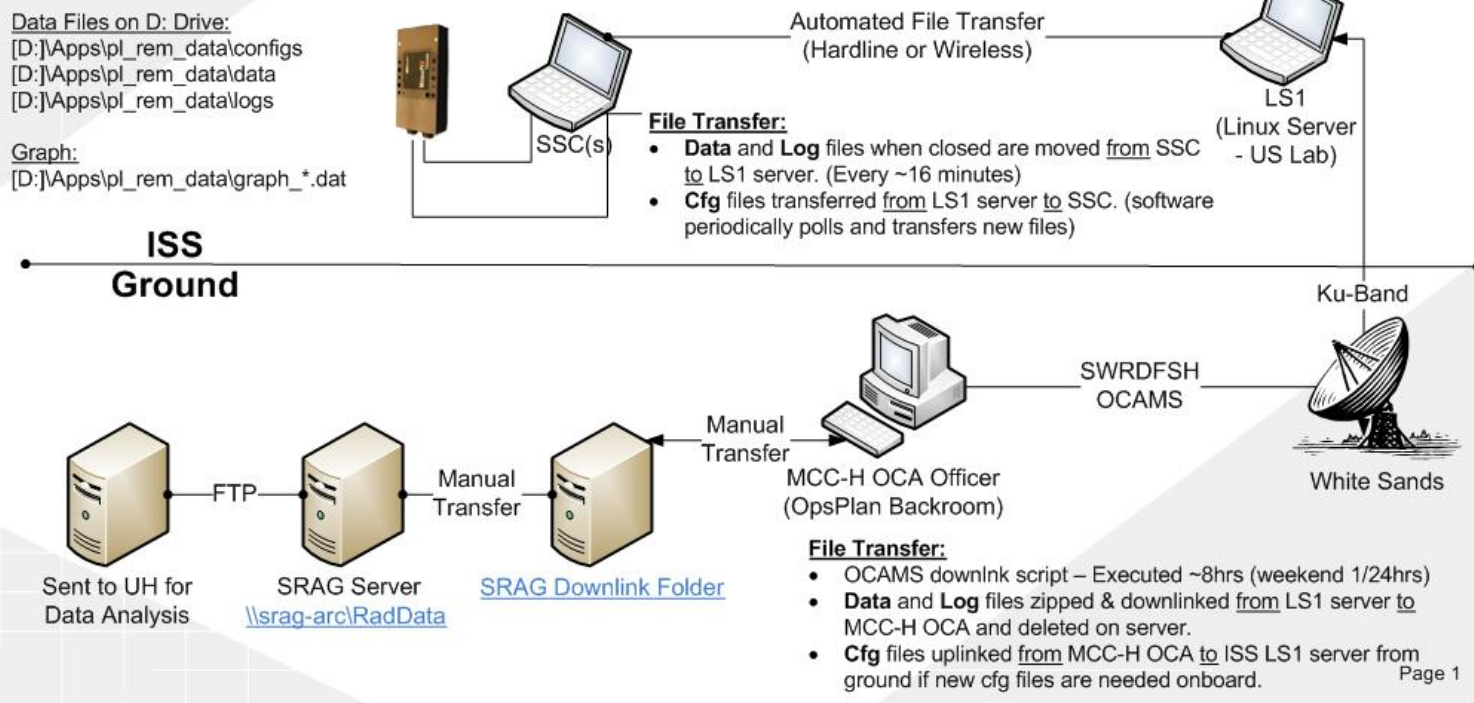 Data Files on D: Drive:
[D:]\Apps\pl_rem_data\configs
[D:]\Apps\pl_rem_data\data
[D:]\Apps\pl_rem_data\logs
Graph:
[D:]\Apps\pl_rem_data\graph_*.dat
SSC(s)
Automated File Transfer
(Hardline or Wireless)
LS1
(Linux Server
- US Lab)
File Transfer:
• Data and Log files when closed are moved from SSC
to LS1 server. (Every ~16 minutes)
• Cfg files transferred from LS1 server to SSC. (software
periodically polls and transfers new files)
ISS
Ground
Ku-Band
White Sands
SWRDFSH
OCAMS
MCC-H OCA Officer
(OpsPlan Backroom)
Manual
Transfer
SRAG Downlink Folder
Manual
Transfer
SRAG Server
\\srag-arc\RadData
FTP
Sent to UH for
Data Analysis
File Transfer:
• OCAMS downlnk script – Executed ~8hrs (weekend 1/24hrs)
• Data and Log files zipped & downlinked from LS1 server to
MCC-H OCA and deleted on server.
• Cfg files uplinked from MCC-H OCA to ISS LS1 server from
ground if new cfg files are needed onboard.
Page 1